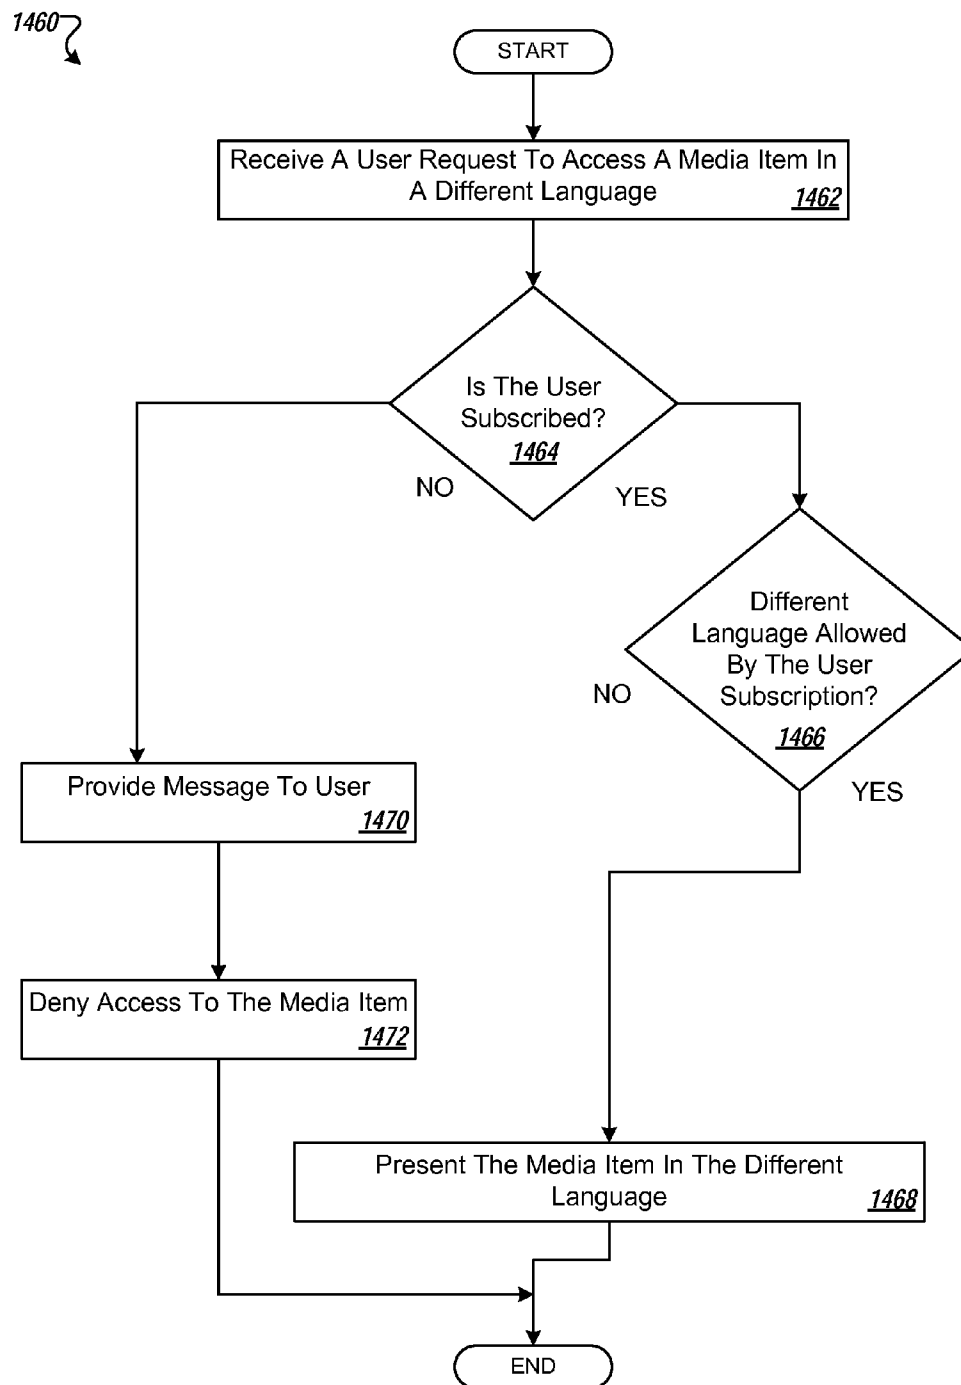 1460
START
Receive A User Request To Access A Media Item In
A Different Language
1462
Is The User
Subscribed?
1464
NO
YES
Different
Language Allowed
By The User
Subscription?
1466
NO
YES
Provide Message To User
1470
Deny Access To The Media Item
1472
Present The Media Item In The Different
Language
1468
END